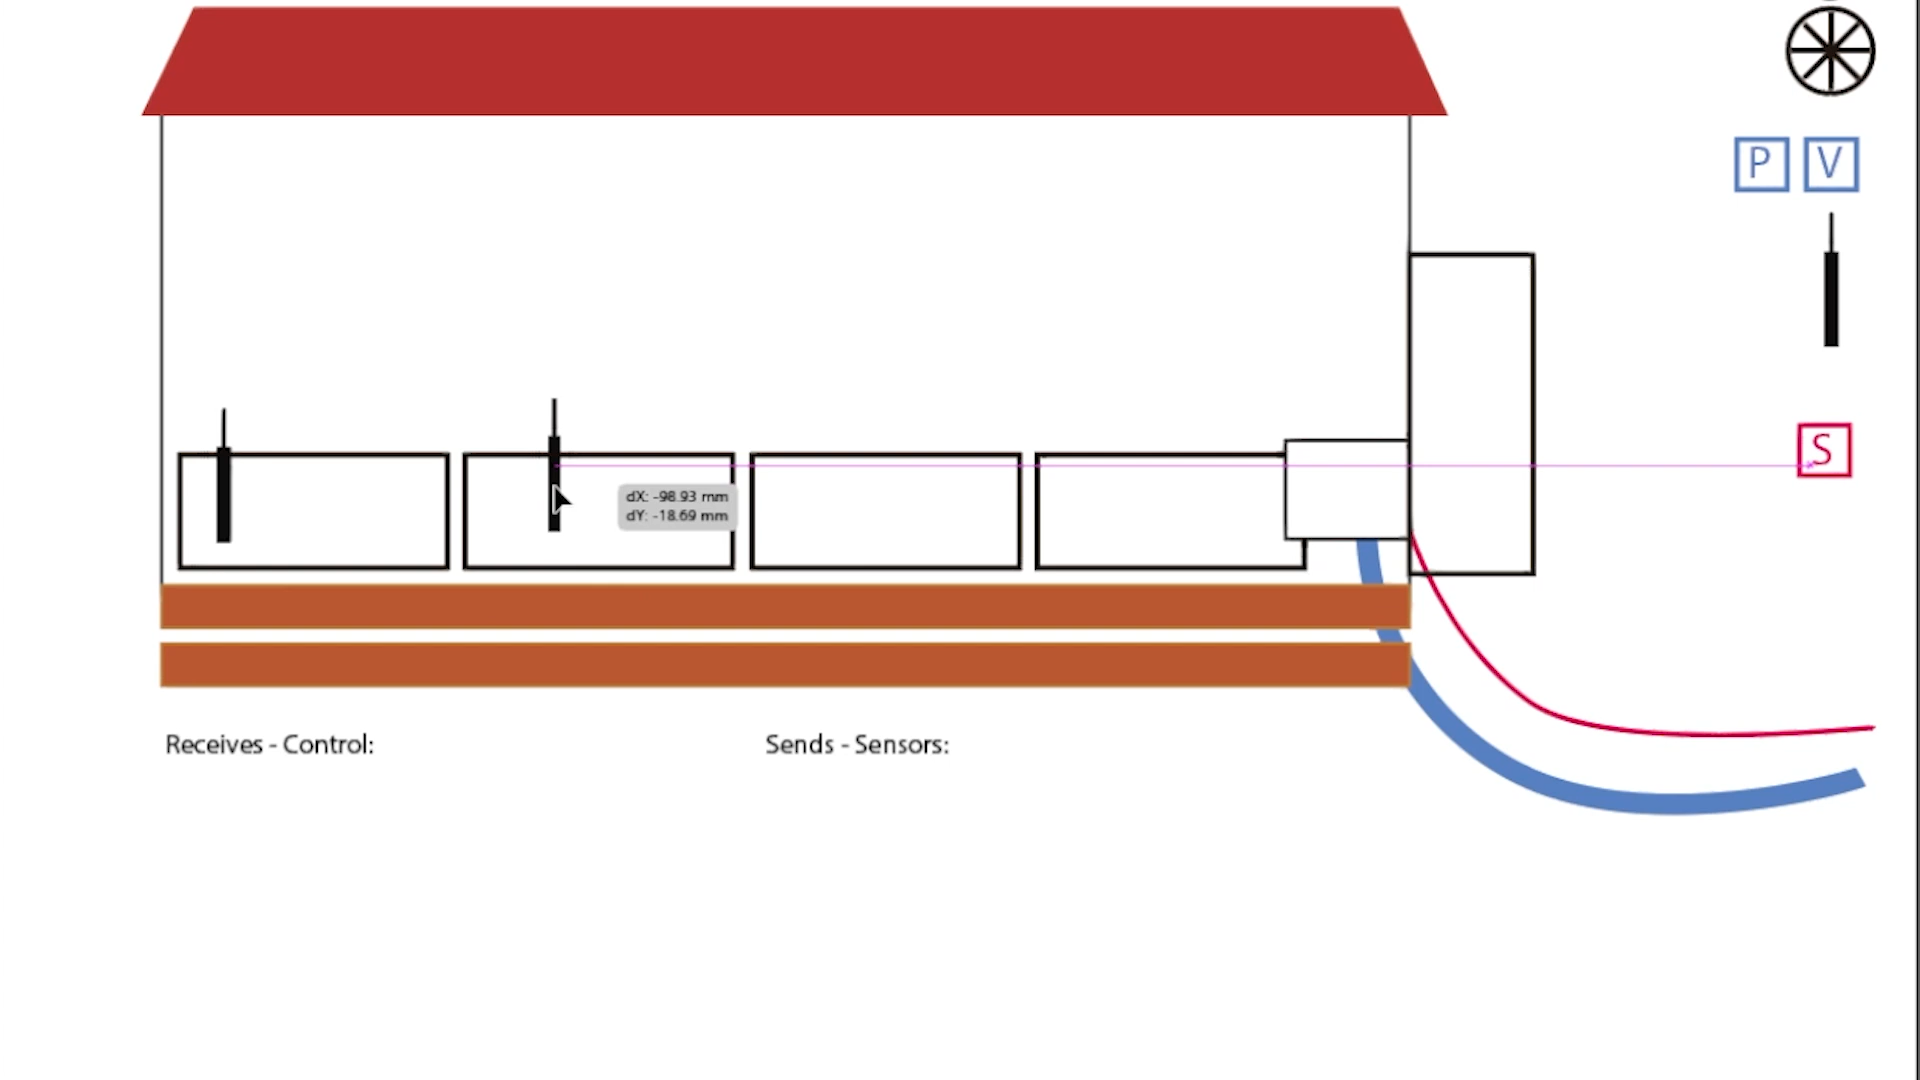 P V
S
dX: -98.93 mm
dY: -18.69 mm
Receives - Control:
Sends - Sensors: